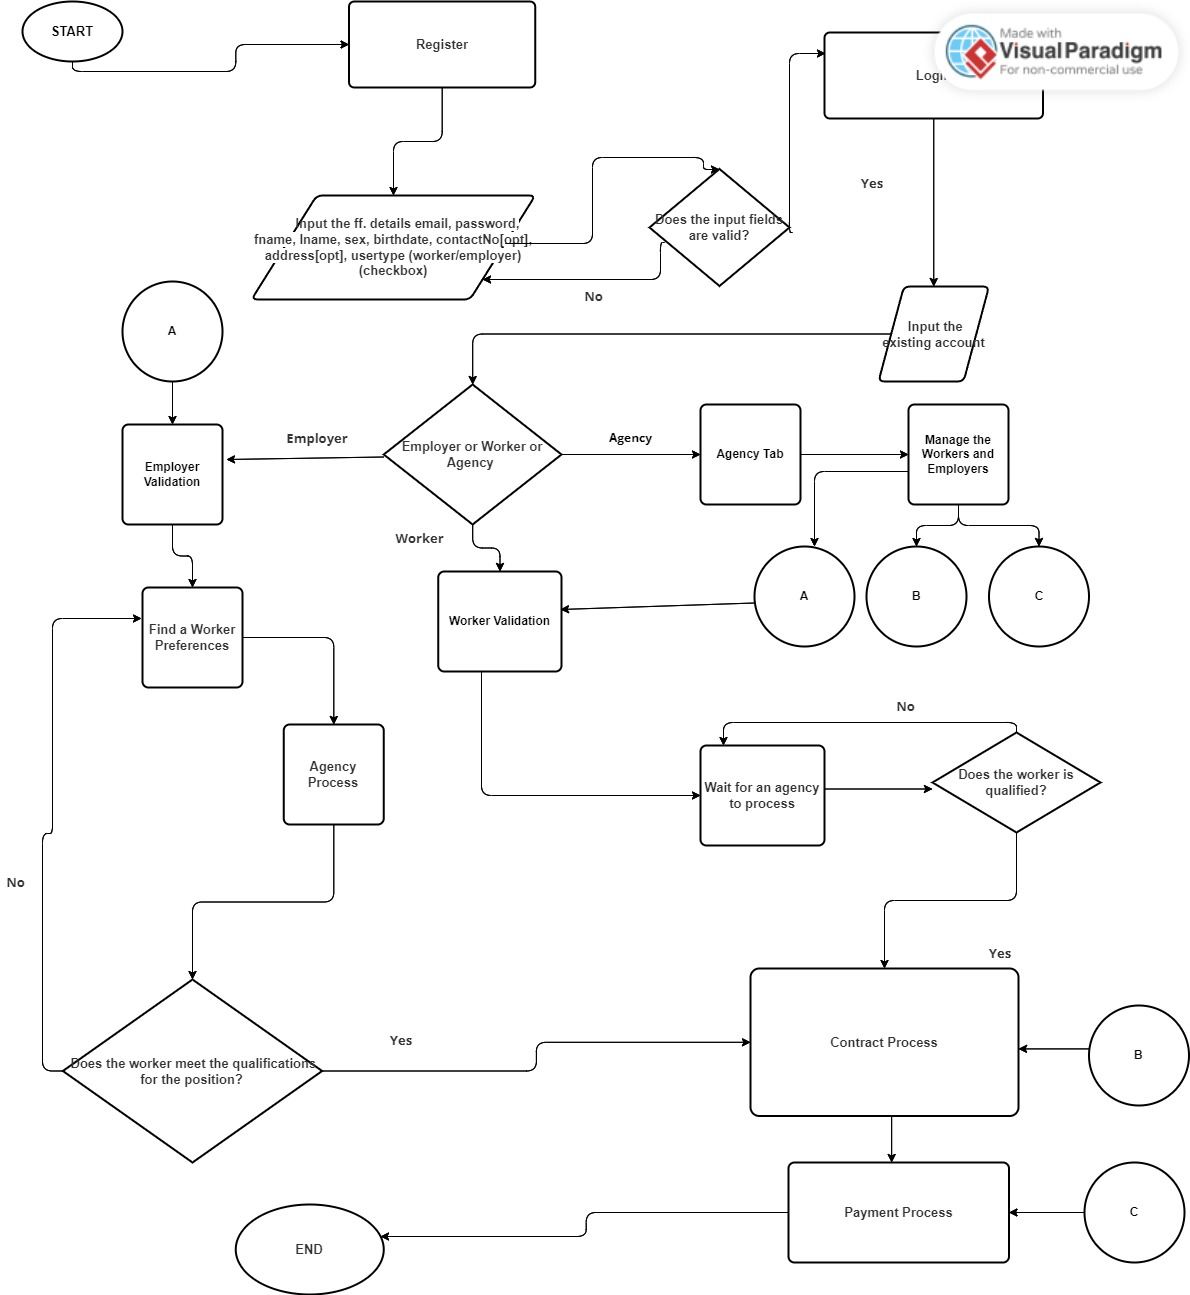 START
Register
Made with
Visual Paradigm
For non-commercial use
Yes
Input the ff. details email, password,
fname, lname, sex, birthdate, contactNo[opt],
address[opt], usertype (worker/employer)
(checkbox)
Does the input fields
are valid?
No
A
Input the
existing account
Employer
Employer or Worker or
Agency
Agency
Agency Tab
Manage the
Workers and
Employers
Employer
Validation
Worker
A
B
C
Worker Validation
Find a Worker
Preferences
No
Agency
Process
Wait for an agency
to process
Does the worker is
qualified?
No
Yes
Yes
Contract Process
B
Does the worker meet the qualifications
for the position?
Payment Process
C
END